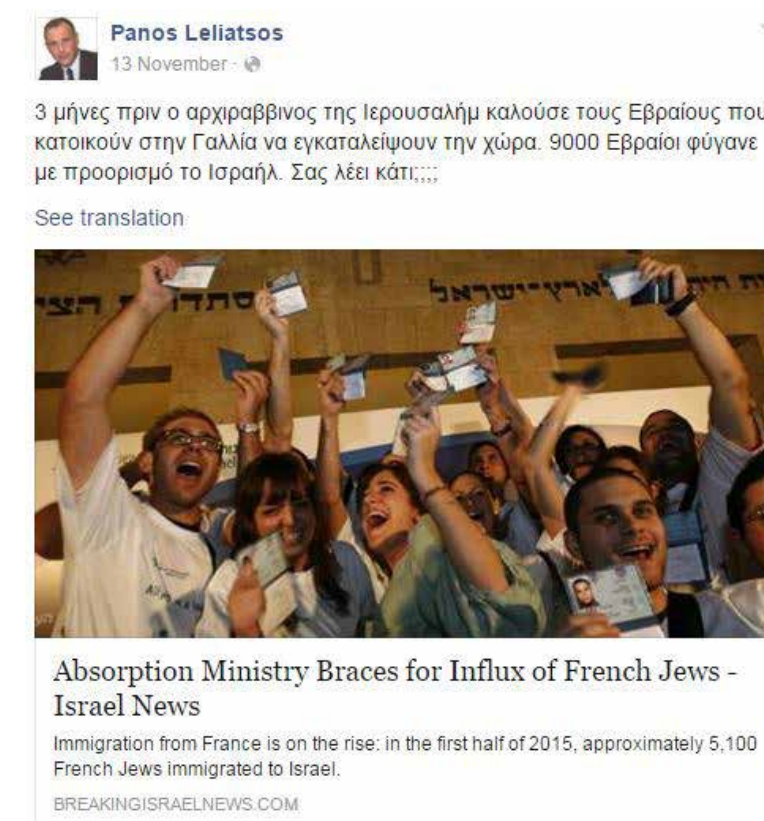 Panos Leliatsos
13 November
3 μήνες πριν ο αρχιραββινος της Ιερουσαλήμ καλούσε τους Εβραίους που
κατοικούν στην Γαλλία να εγκαταλείψουν την χώρα. 9000 Εβραίοι φύγανε
με προορισμό το Ισραήλ. Σας λέει κάτι;;;;
See translation
לארץ־ישראל
Absorption Ministry Braces for Influx of French Jews -
Israel News
Immigration from France is on the rise: in the first half of 2015, approximately 5,100
French Jews immigrated to Israel.
BREAKINGISRAELNEWS.COM